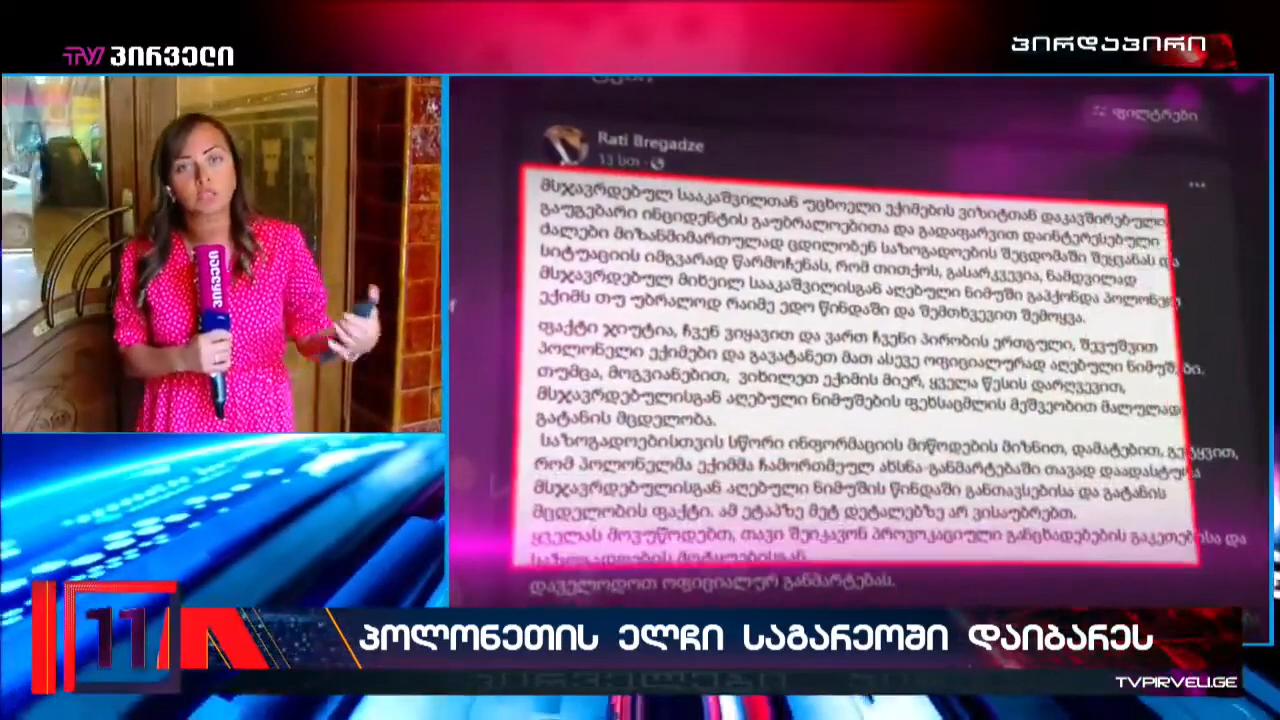 TV პირველი
პირდაპირი
ფილტრები
Rati Bregadze
13 სთ
მსჯავრდებულ სააკაშვილთან უცხოელი ექიმების ვიზიტთან დაკავშირებული
გაუგებარი ინციდენტის გაუბრალოებითა და გადაფარვით დაინტერესებული
ძალები მიზანმიმართულად ცდილობენ საზოგადოების შეცდომაში შეყვანას და
სიტუაციის იმგვარად წარმოჩენას, რომ თითქოს, გასარკვევია, ნამდვილად
მსჯავრდებულ მიხეილ სააკაშვილისგან აღებული ნიმუში გაჰქონდა პოლონელ
ექიმს თუ უბრალოდ რაიმე ედო წინდაში და შემთხვევით შემოყვა.
ფაქტი ჯიუტია, ჩვენ ვიყავით და ვართ ჩვენი პირობის ერთგული, შევუშვით
პოლონელი ექიმები და გავატანეთ მათ ასევე ოფიციალურად აღებული ნიმუშები.
თუმცა, მოგვიანებით, ვიხილეთ ექიმის მიერ, ყველა წესის დარღვევით,
მსჯავრდებულისგან აღებული ნიმუშების ფეხსაცმლის მეშვეობით მალულად
გატანის მცდელობა.
საზოგადოებისთვის სწორი ინფორმაციის მიწოდების მიზნით, დამატებით, გეტყვით,
რომ პოლონელმა ექიმმა ჩამორთმეულ ახსნა-განმარტებაში თავად დაადასტურა
მსჯავრდებულისგან აღებული ნიმუშის წინდაში განთავსებისა და გატანის
მცდელობის ფაქტი. ამ ეტაპზე მეტ დეტალებზე არ ვისაუბრებთ.
ყველას მოვუწოდებთ, თავი შეიკავონ პროვოკაციული განცხადებების გაკეთებისა და
საზოგადოების მოტყუებისგან
დაველოდოთ ოფიციალურ განმარტებას.
პირველი
11
პოლონეთის ელჩი საგარეოში დაიბარეს
TVPIRVELI.GE